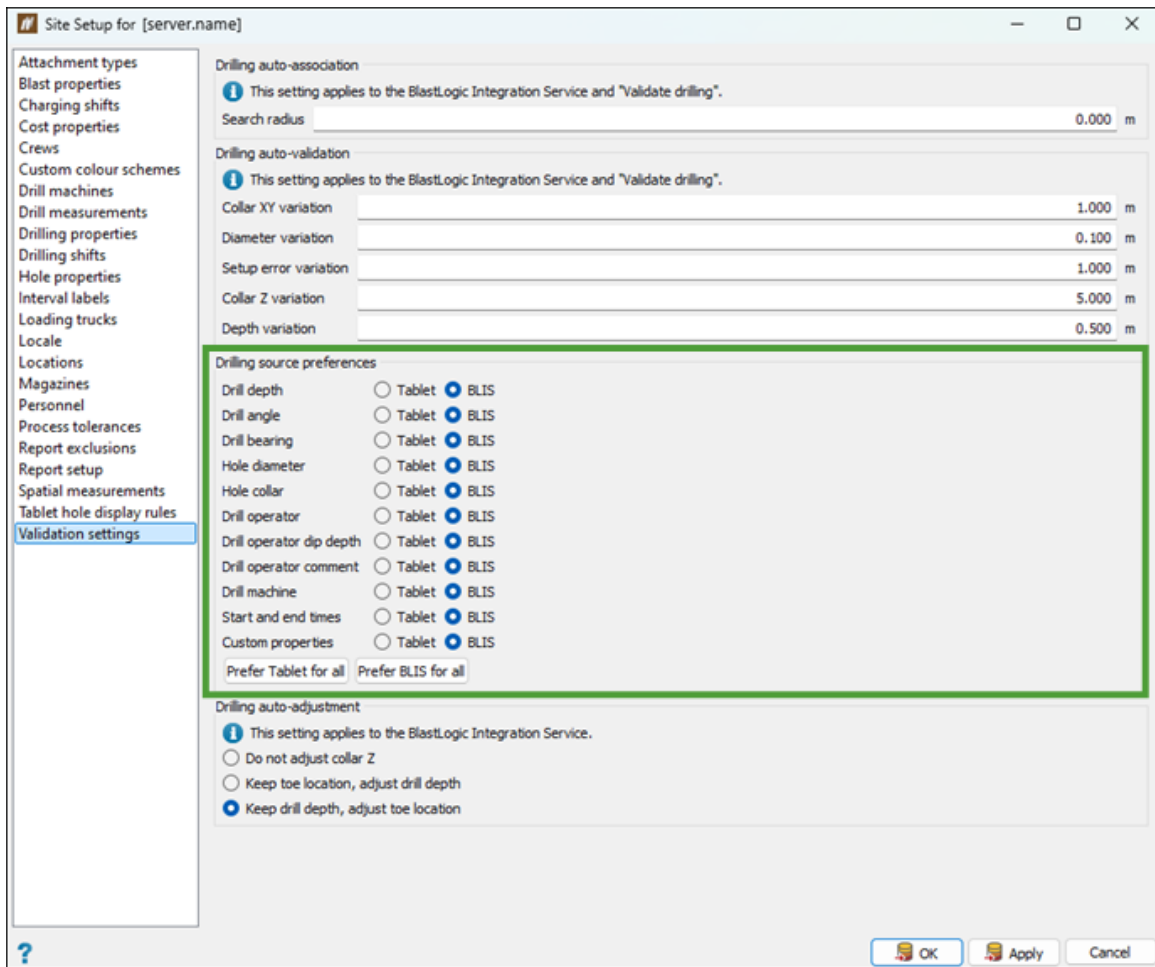 Site Setup for [server.name]
Attachment types
Blast properties
Charging shifts
Cost properties
Crews
Custom colour schemes
Drill machines
Drill measurements
Drilling properties
Drilling shifts
Hole properties
Interval labels
Loading trucks
Locale
Locations
Magazines
Personnel
Process tolerances
Report exclusions
Report setup
Spatial measurements
Tablet hole display rules
Validation settings
Drilling auto-association
This setting applies to the BlastLogic Integration Service and "Validate drilling".
Search radius 0.000 m
Drilling auto-validation
This setting applies to the BlastLogic Integration Service and "Validate drilling".
Collar XY variation 1.000 m
Diameter variation 0.100 m
Setup error variation 1.000 m
Collar Z variation 5.000 m
Depth variation 0.500 m
Drilling source preferences
Drill depth Tablet BLIS
Drill angle Tablet BLIS
Drill bearing Tablet BLIS
Hole diameter Tablet BLIS
Hole collar Tablet BLIS
Drill operator Tablet BLIS
Drill operator dip depth Tablet BLIS
Drill operator comment Tablet BLIS
Drill machine Tablet BLIS
Start and end times Tablet BLIS
Custom properties Tablet BLIS
Prefer Tablet for all Prefer BLIS for all
Drilling auto-adjustment
This setting applies to the BlastLogic Integration Service.
Do not adjust collar Z
Keep toe location, adjust drill depth
Keep drill depth, adjust toe location
? OK Apply Cancel